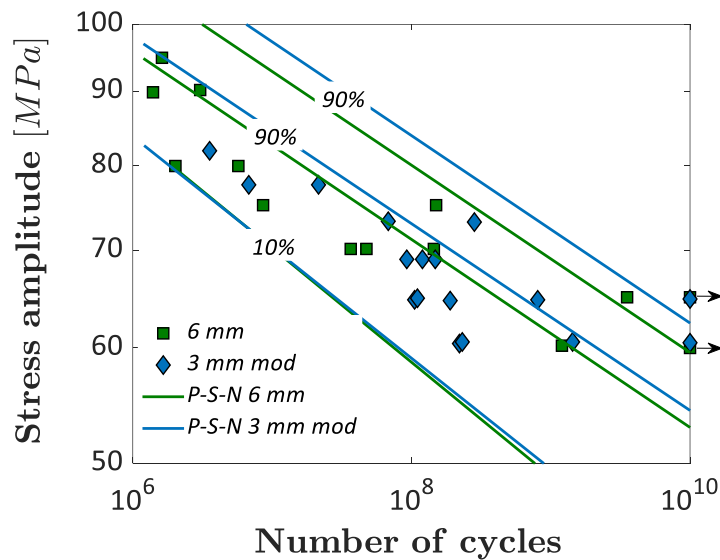 100
90
80
70
60
50
Stress amplitude [MPa]
90%
90%
10%
6 mm
3 mm mod
P-S-N 6 mm
P-S-N 3 mm mod
10^6
10^8
10^10
Number of cycles